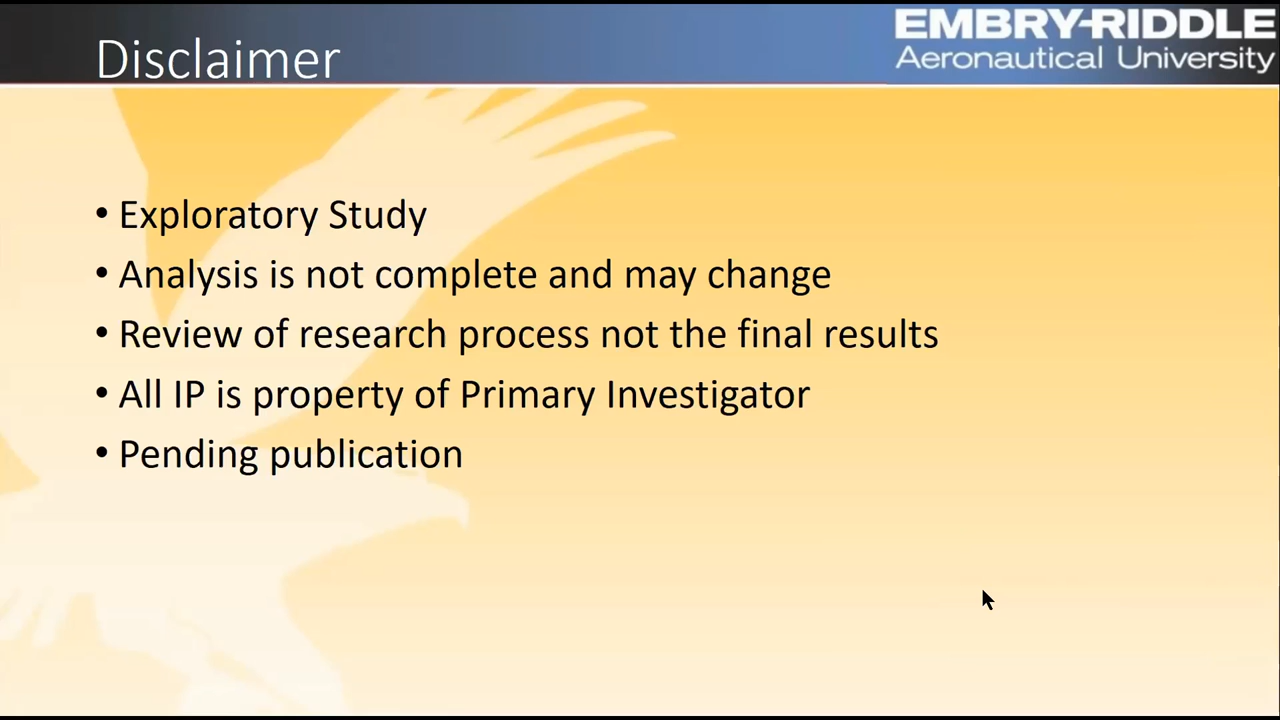 Disclaimer
EMBRY-RIDDLE
Aeronautical University
• Exploratory Study
• Analysis is not complete and may change
• Review of research process not the final results
• All IP is property of Primary Investigator
• Pending publication